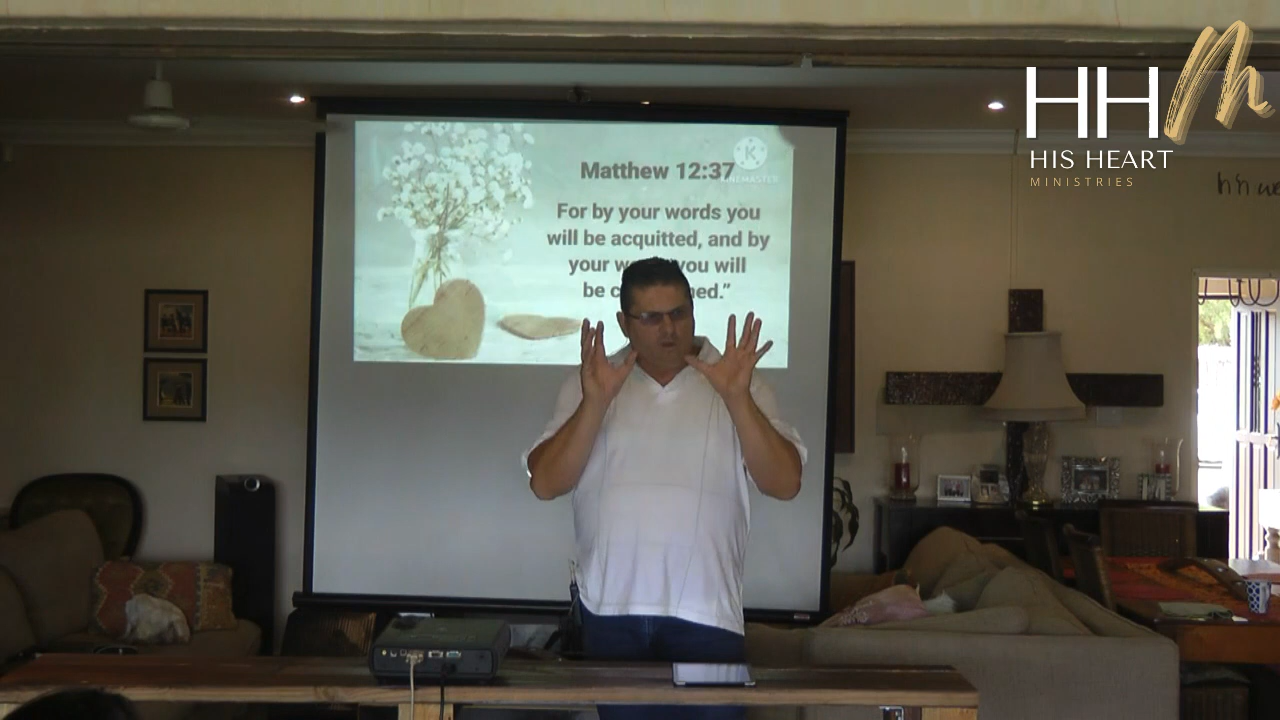 Matthew 12:37
KINEMASTER
For by your words you
will be acquitted, and by
your you will
be
HH
HIS HEART
MINISTRIES